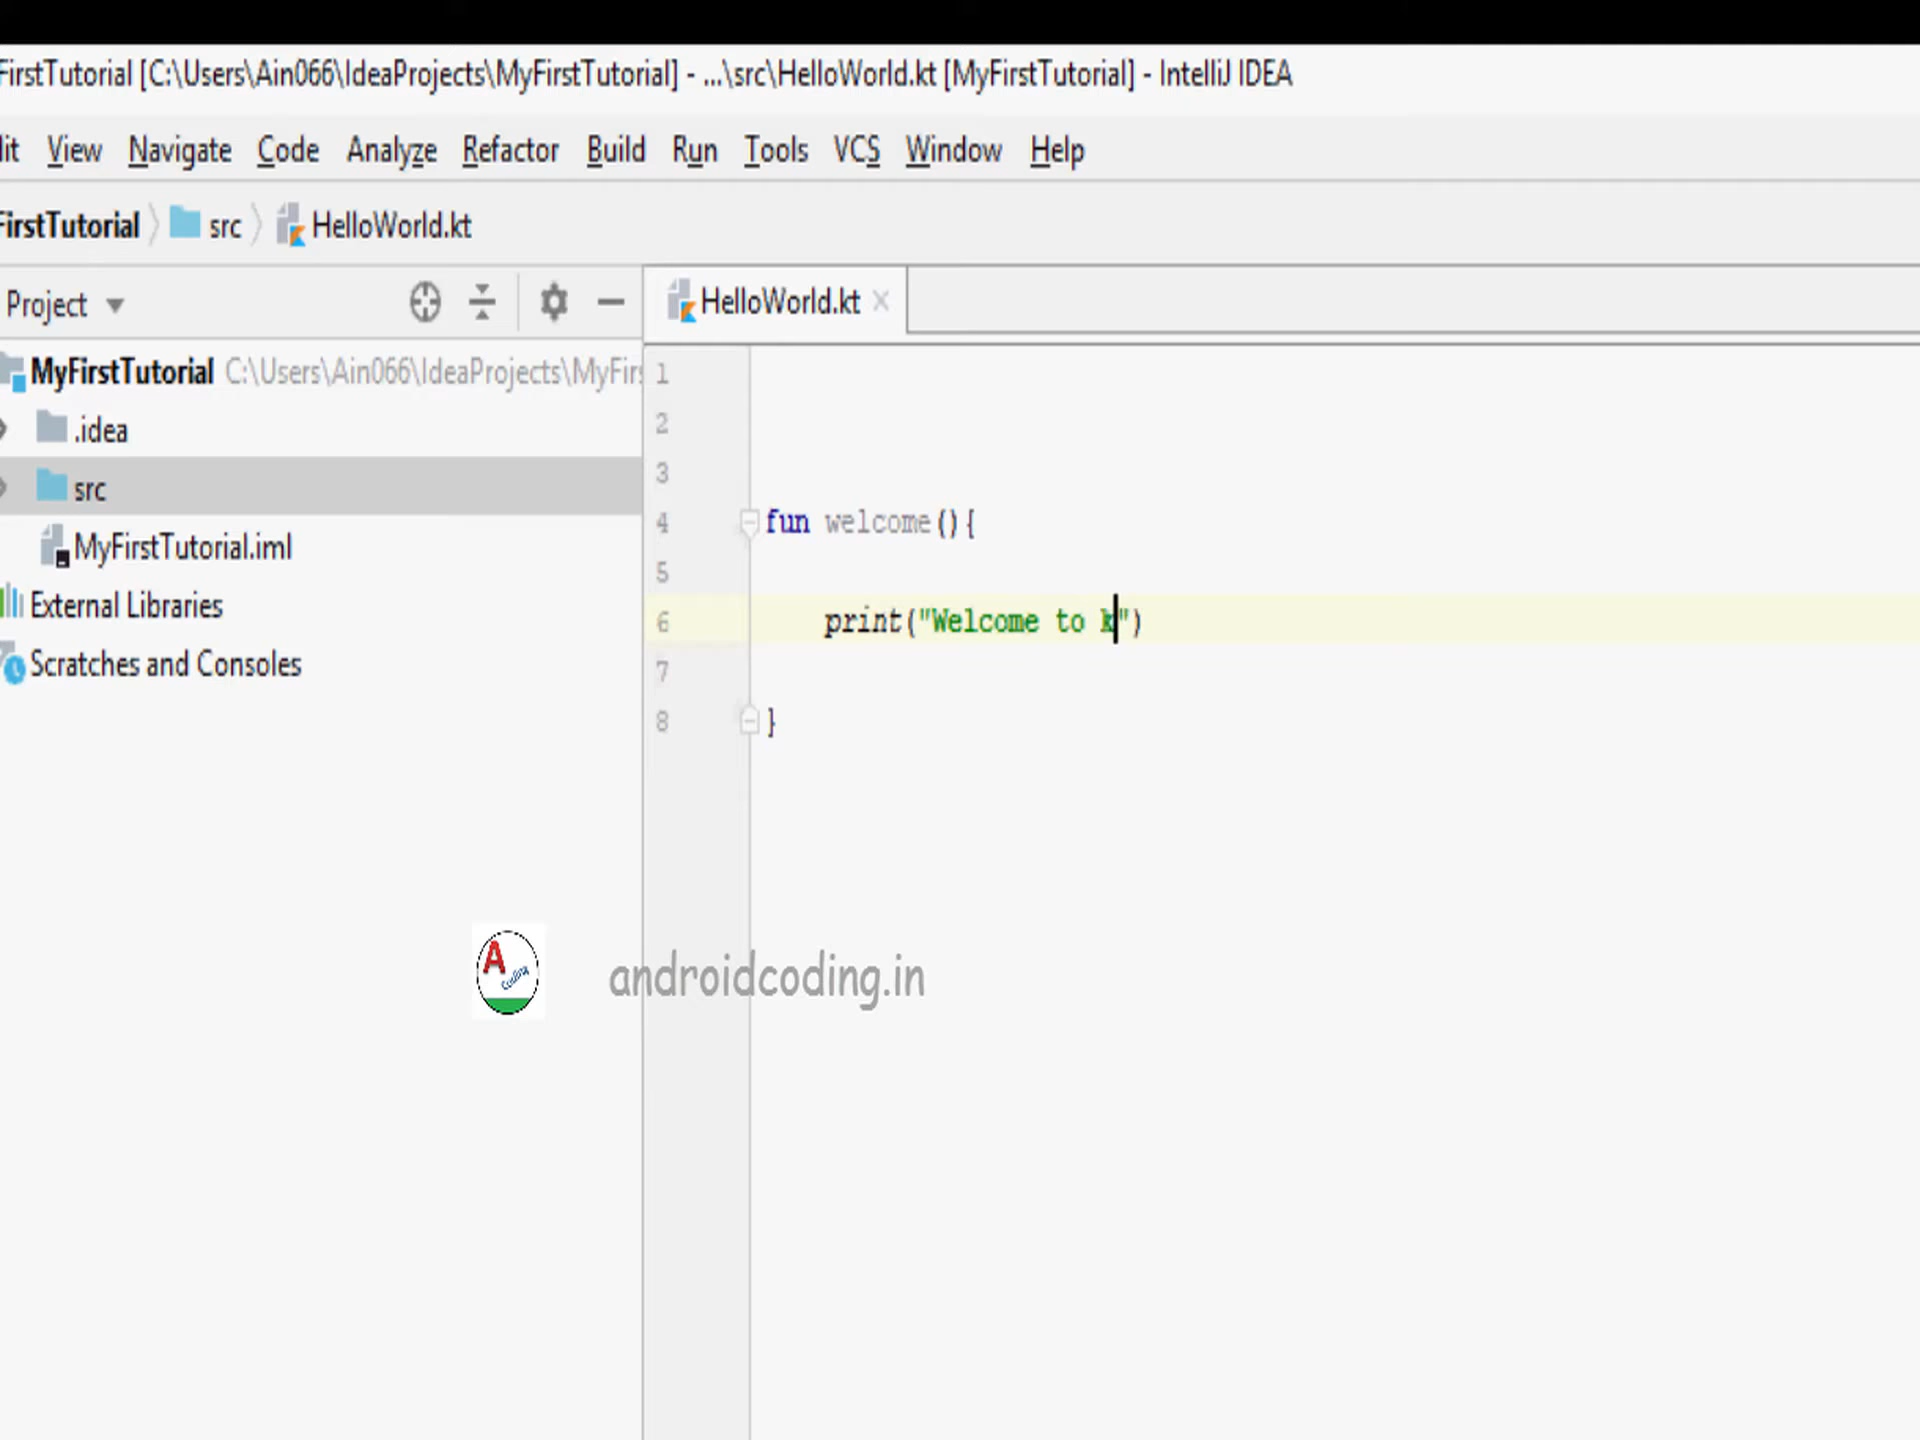 FirstTutorial [C:\Users\Ain066\IdeaProjects\MyFirstTutorial] - ...\src\HelloWorld.kt [MyFirstTutorial] - IntelliJ IDEA
lit View Navigate Code Analyze Refactor Build Run Tools VCS Window Help
FirstTutorial src HelloWorld.kt
Project
HelloWorld.kt
MyFirstTutorial C:\Users\Ain066\IdeaProjects\MyFirs
.idea
src
MyFirstTutorial.iml
External Libraries
Scratches and Consoles
1
2
3
4 fun welcome(){
5
6 print("Welcome to k")
7
8 }
A Coding
androidcoding.in